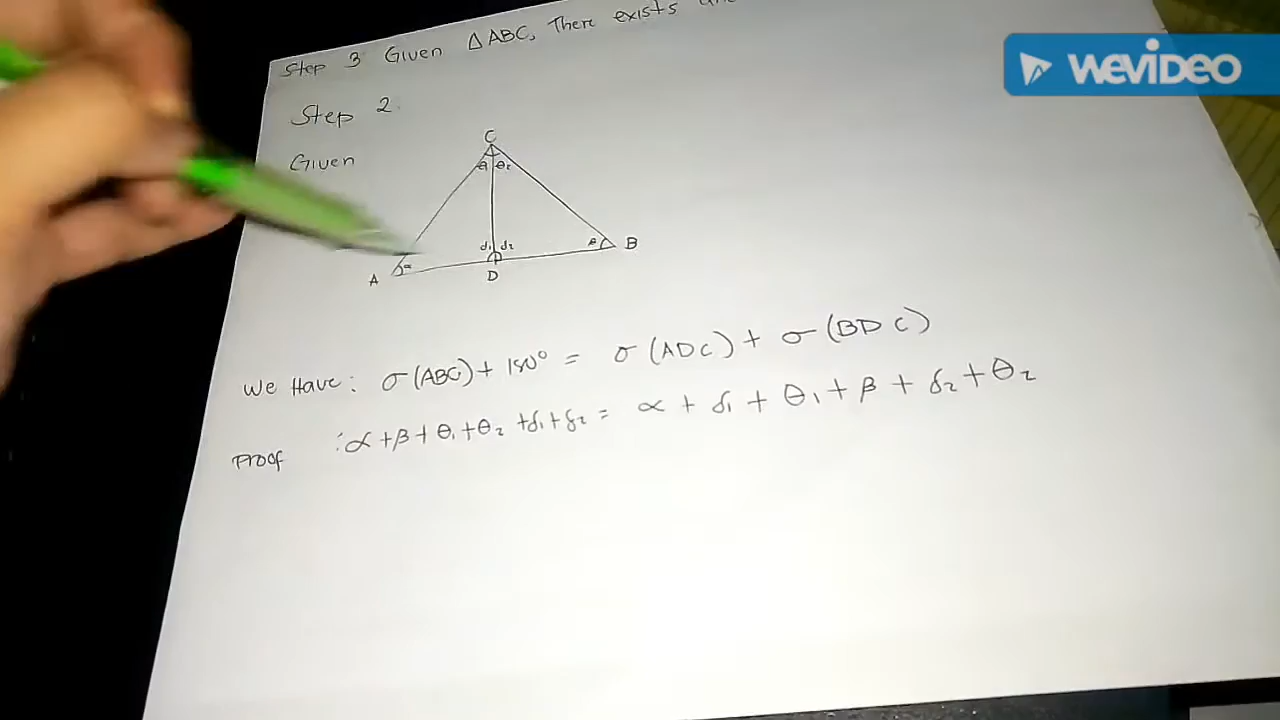 Step 3 Given △ABC, There exists
WEVIDEO
Step 2.
Given
C
θ₁ θ₂
δ₁ δ₂
β B
A α
D
We Have: σ(ABC) + 180° = σ(ADC) + σ(BDC)
Proof : α + β + θ₁ + θ₂ + δ₁ + δ₂ = α + δ₁ + θ₁ + β + δ₂ + θ₂